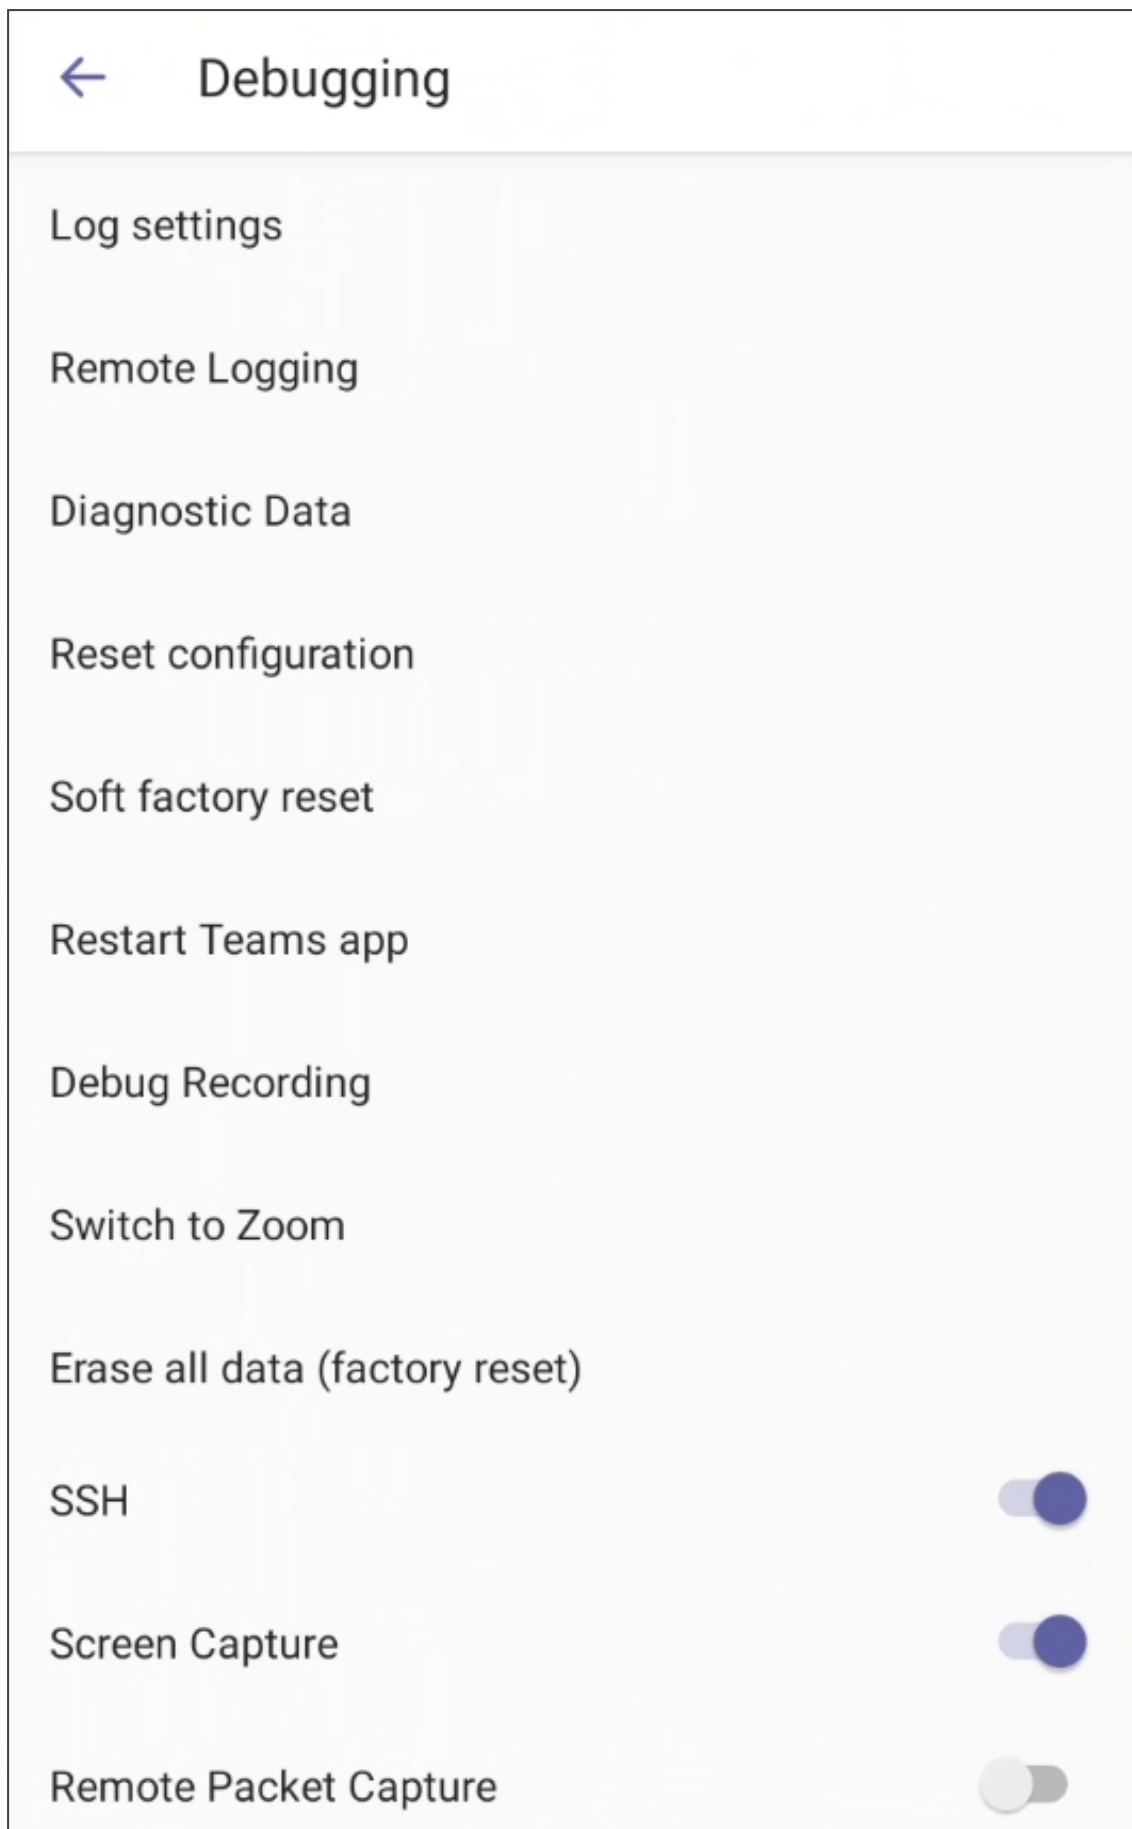 Debugging
Log settings
Remote Logging
Diagnostic Data
Reset configuration
Soft factory reset
Restart Teams app
Debug Recording
Switch to Zoom
Erase all data (factory reset)
SSH
Screen Capture
Remote Packet Capture